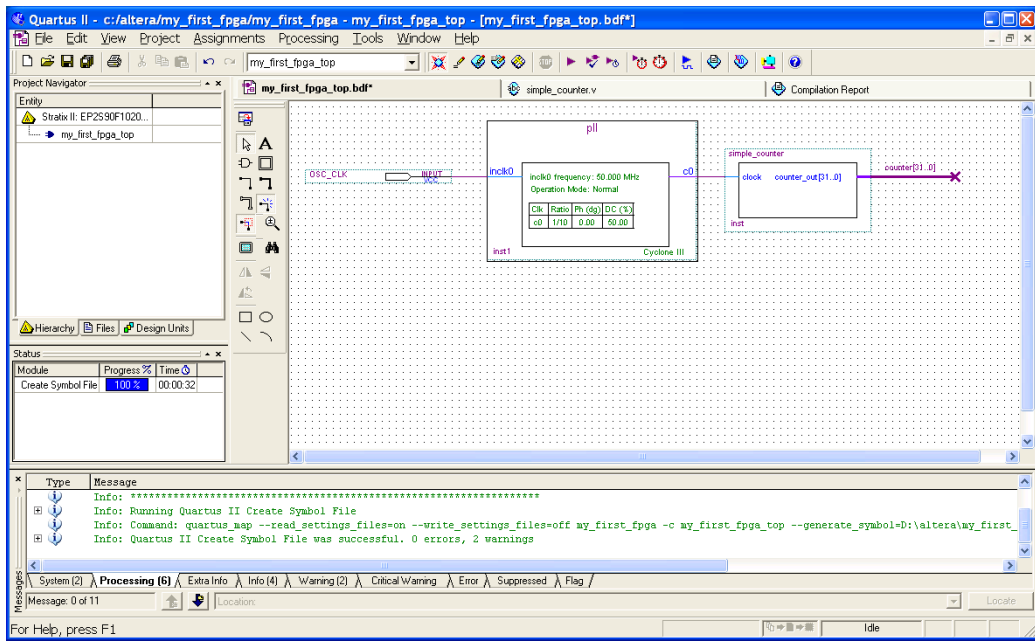 Quartus II - c:/altera/my_first_fpga/my_first_fpga - my_first_fpga_top - [my_first_fpga_top.bdf*]
File Edit View Project Assignments Processing Tools Window Help
my_first_fpga_top
Project Navigator
my_first_fpga_top.bdf*
simple_counter.v
Compilation Report
Entity
Stratix II: EP2S90F1020...
my_first_fpga_top
A
OSC_CLK
INPUT
VCC
pll
inclk0
c0
inclk0 frequency: 50.000 MHz
Operation Mode: Normal
Clk Ratio Ph (dg) DC (%)
c0 1/10 0.00 50.00
inst1
Cyclone III
simple_counter
clock counter_out[31..0]
inst
counter[31..0]
Hierarchy Files Design Units
Status
Module Progress % Time
Create Symbol File 100 % 00:00:32
Type Message
Info: *******************************************************************
Info: Running Quartus II Create Symbol File
Info: Command: quartus_map --read_settings_files=on --write_settings_files=off my_first_fpga -c my_first_fpga_top --generate_symbol=D:\altera\my_first_
Info: Quartus II Create Symbol File was successful. 0 errors, 2 warnings
Messages
System (2) Processing (6) Extra Info Info (4) Warning (2) Critical Warning Error Suppressed Flag
Message: 0 of 11
Location:
Locate
For Help, press F1
Idle